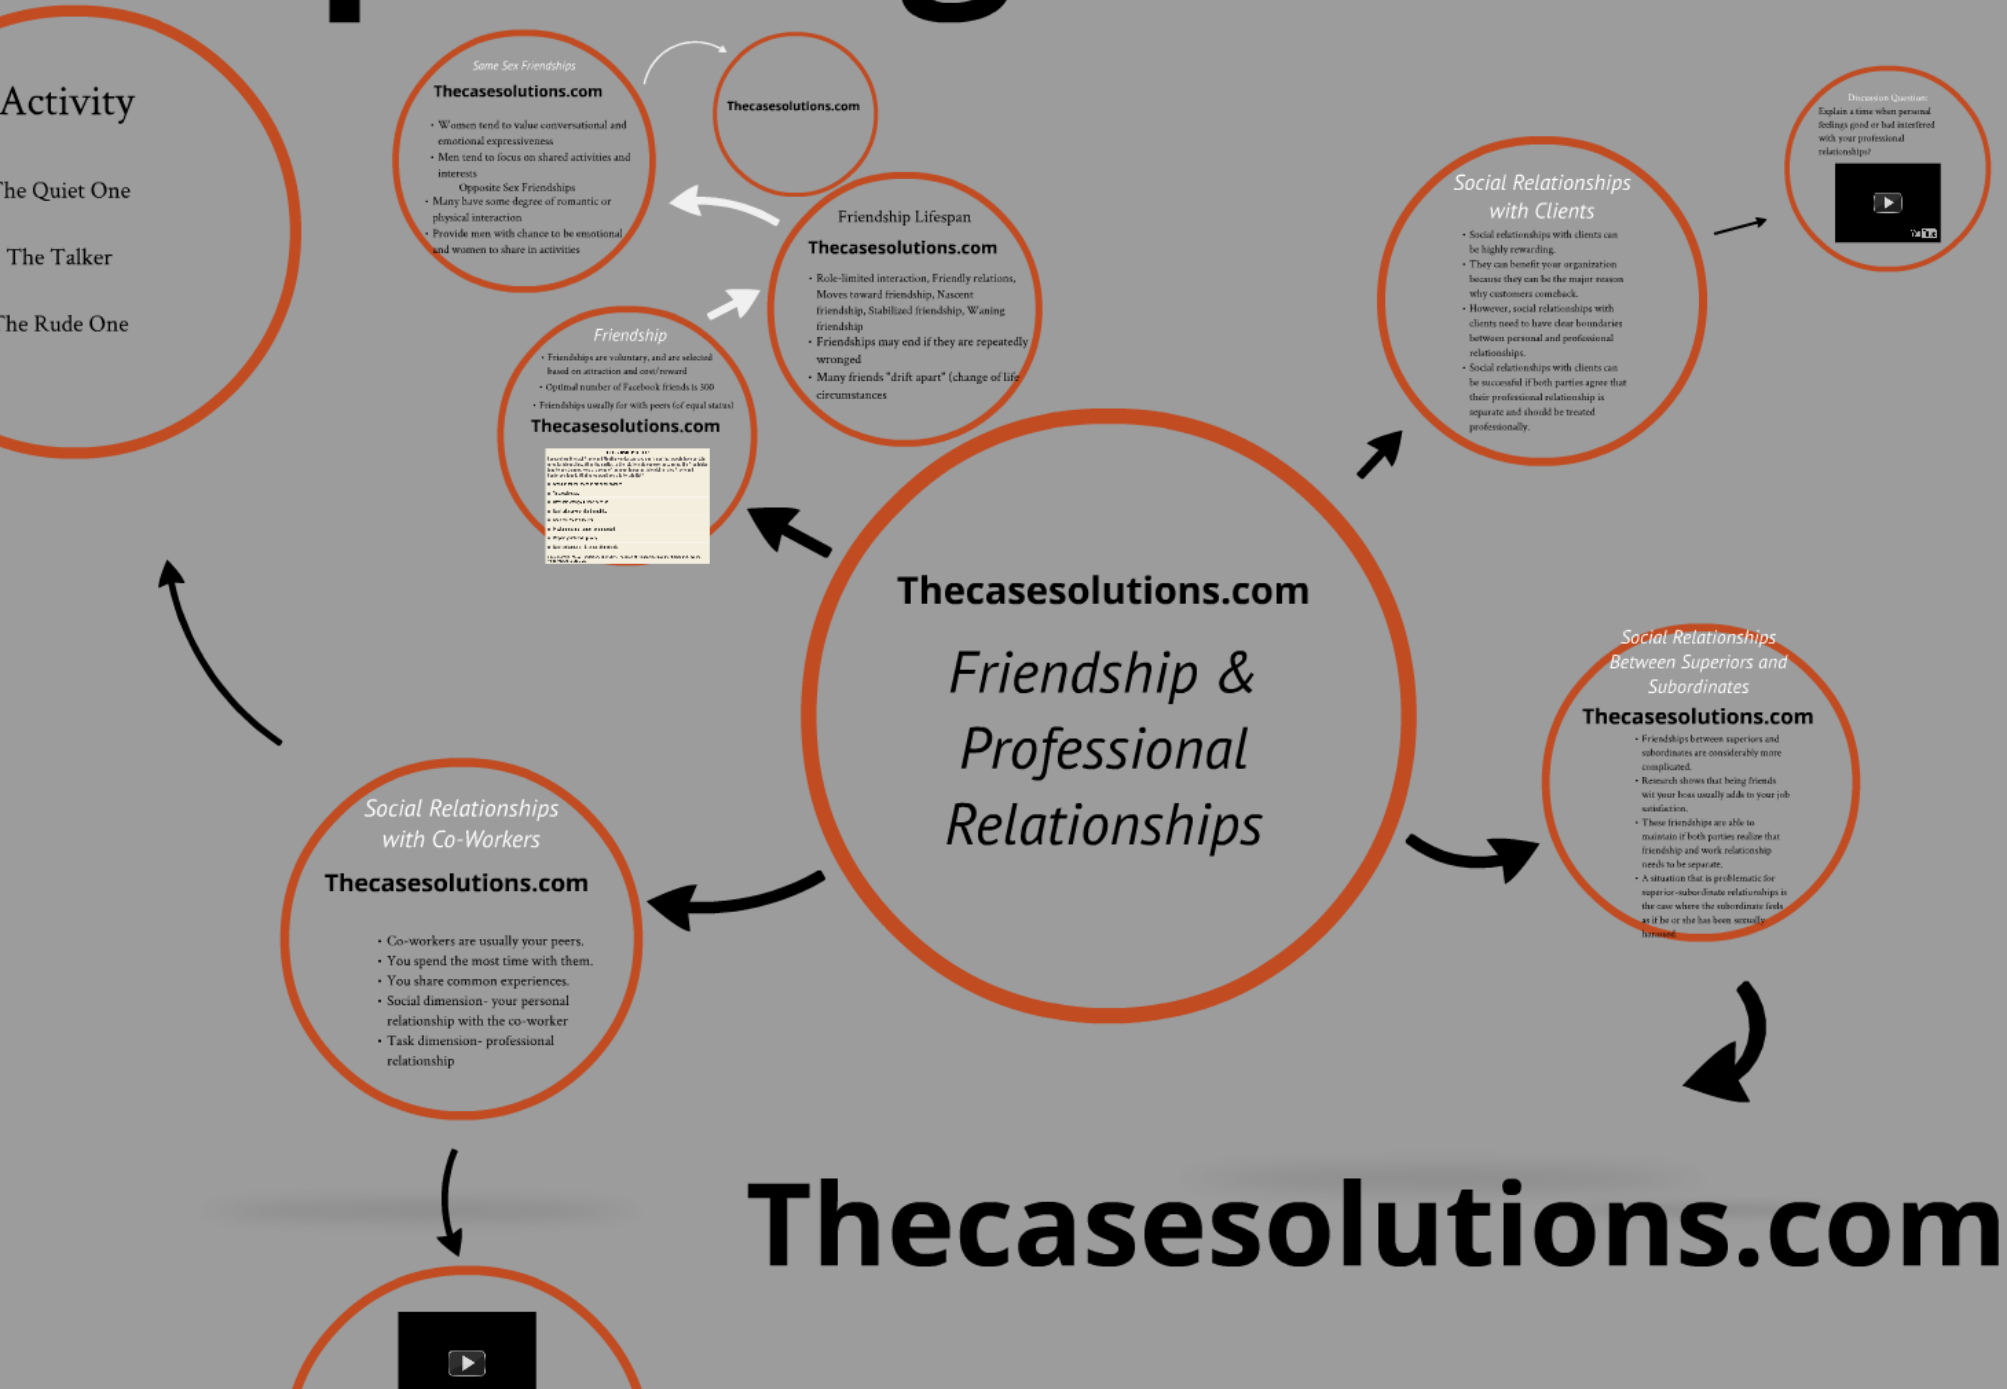 Activity
The Quiet One
The Talker
The Rude One
Same Sex Friendships
Thecasesolutions.com
• Women tend to value conversational and
emotional expressiveness
• Men tend to focus on shared activities and
interests
Opposite Sex Friendships
• Many have some degree of romantic or
physical interaction
• Provide men with chance to be emotional
and women to share in activities
Thecasesolutions.com
Friendship Lifespan
Thecasesolutions.com
• Role-limited interaction, Friendly relations,
Moves toward friendship, Nascent
friendship, Stabilized friendship, Waning
friendship
• Friendships may end if they are repeatedly
wronged
• Many friends "drift apart" (change of life
circumstances
Friendship
• Friendships are voluntary, and are selected
based on attraction and cost/reward
• Optimal number of Facebook friends is 300
• Friendships usually for with peers (of equal status)
Thecasesolutions.com
Social Relationships
with Clients
• Social relationships with clients can
be highly rewarding.
• They can benefit your organization
because they can be the major reason
why customers comeback.
• However, social relationships with
clients need to have clear boundaries
between personal and professional
relationships.
• Social relationships with clients can
be successful if both parties agree that
their professional relationship is
separate and should be treated
professionally.
Discussion Question:
Explain a time when personal
feelings good or bad interfered
with your professional
relationships?
You Tube
Thecasesolutions.com
Friendship &
Professional
Relationships
Social Relationships
Between Superiors and
Subordinates
Thecasesolutions.com
• Friendships between superiors and
subordinates are considerably more
complicated.
• Research shows that being friends
wit your boss usually adds to your job
satisfaction.
• These friendships are able to
maintain if both parties realize that
friendship and work relationship
needs to be separate.
• A situation that is problematic for
superior-subordinate relationships is
the case where the subordinate feels
as if he or she has been sexually
harassed.
Social Relationships
with Co-Workers
Thecasesolutions.com
• Co-workers are usually your peers.
• You spend the most time with them.
• You share common experiences.
• Social dimension- your personal
relationship with the co-worker
• Task dimension- professional
relationship
Thecasesolutions.com